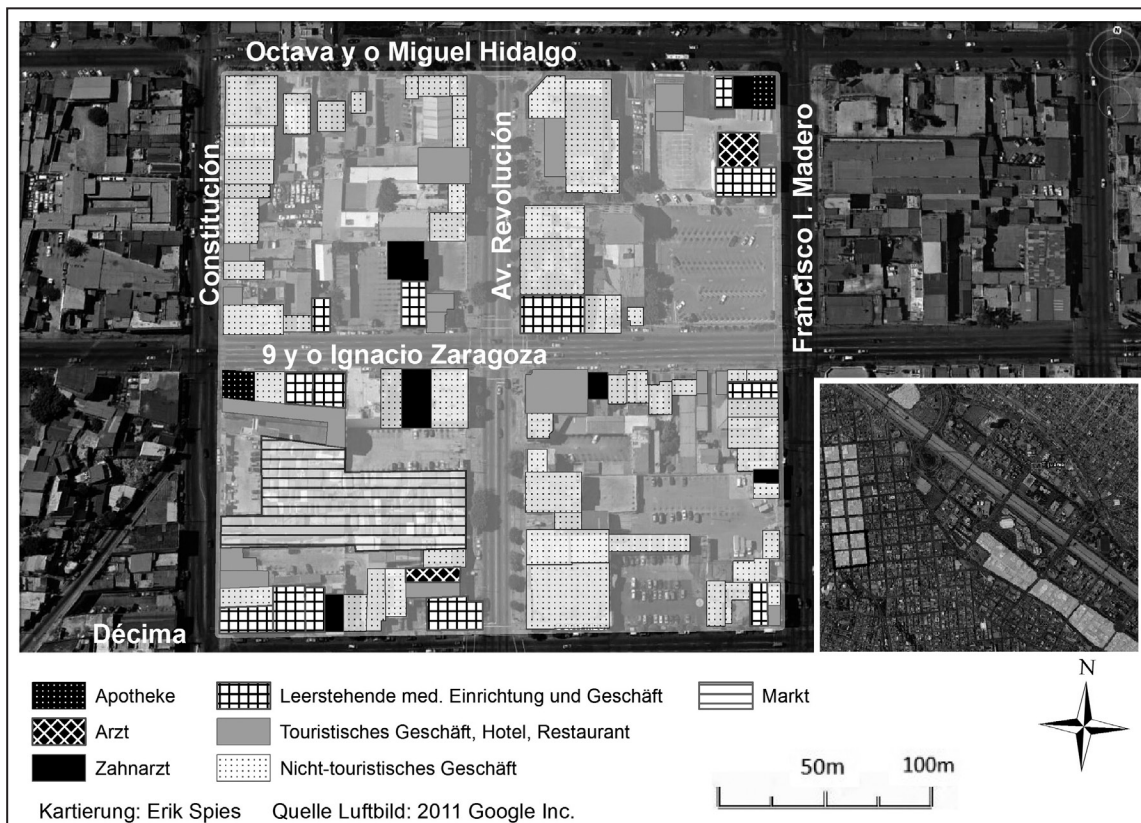 Octava y o Miguel Hidalgo
Constitución
Av. Revolución
Francisco I. Madero
9 y o Ignacio Zaragoza
Décima
N
Apotheke
Leerstehende med. Einrichtung und Geschäft
Markt
Arzt
Touristisches Geschäft, Hotel, Restaurant
Zahnarzt
Nicht-touristisches Geschäft
50m 100m
Kartierung: Erik Spies Quelle Luftbild: 2011 Google Inc.